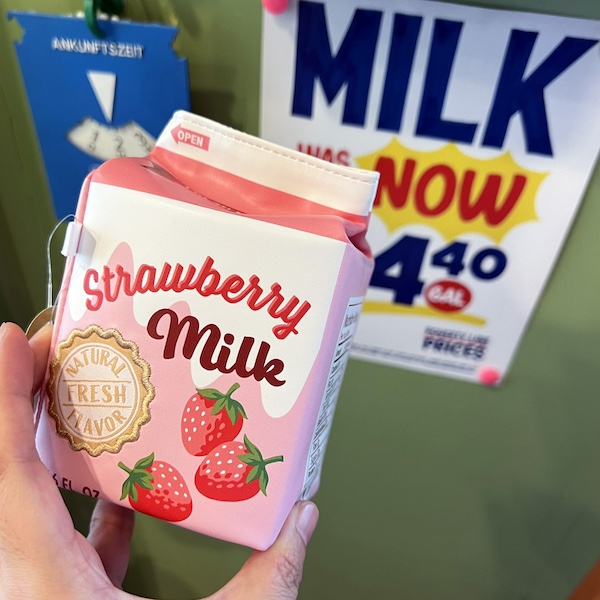 ANKUNFTSZEIT
MILK
WAS
NOW
4.40
GAL
PRICES
OPEN
Strawberry
Milk
NATURAL
FRESH
FLAVOR
FL OZ